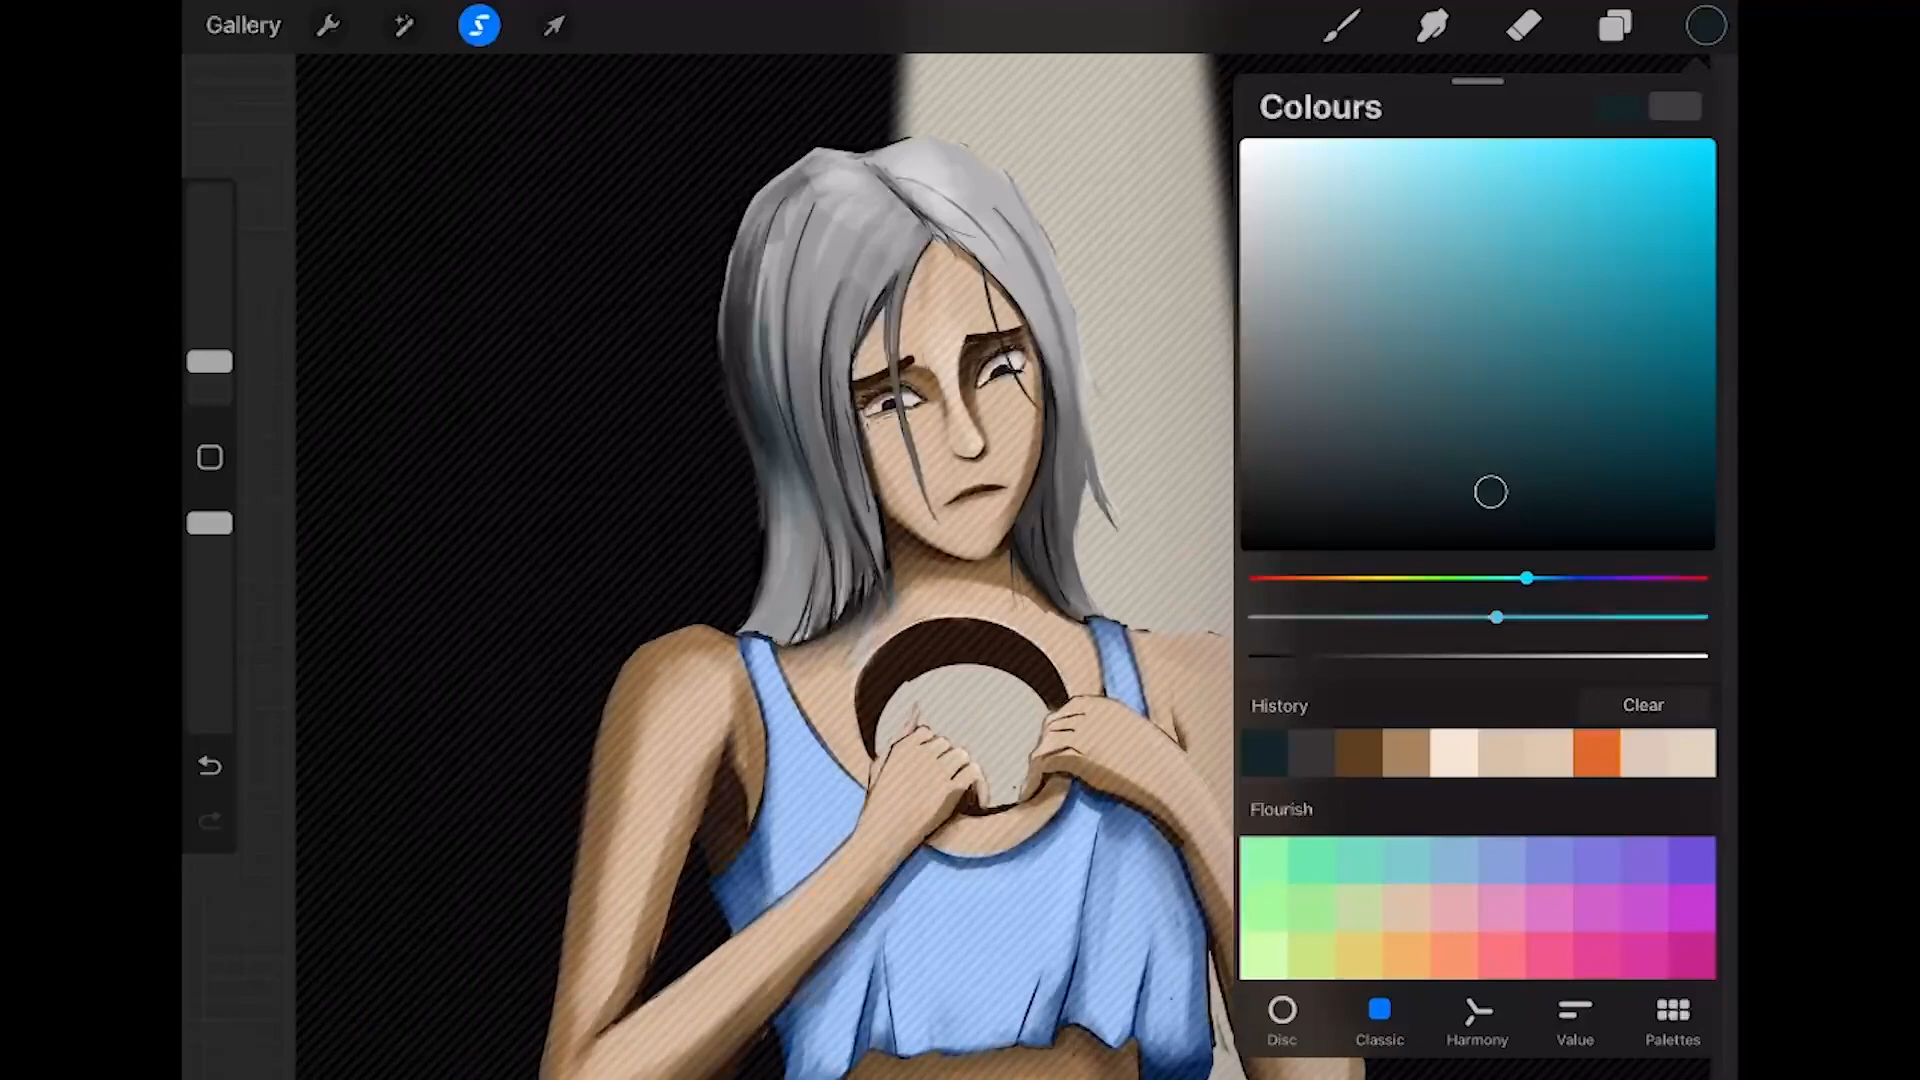 Gallery
Colours
History
Clear
Flourish
Disc
Classic
Harmony
Value
Palettes